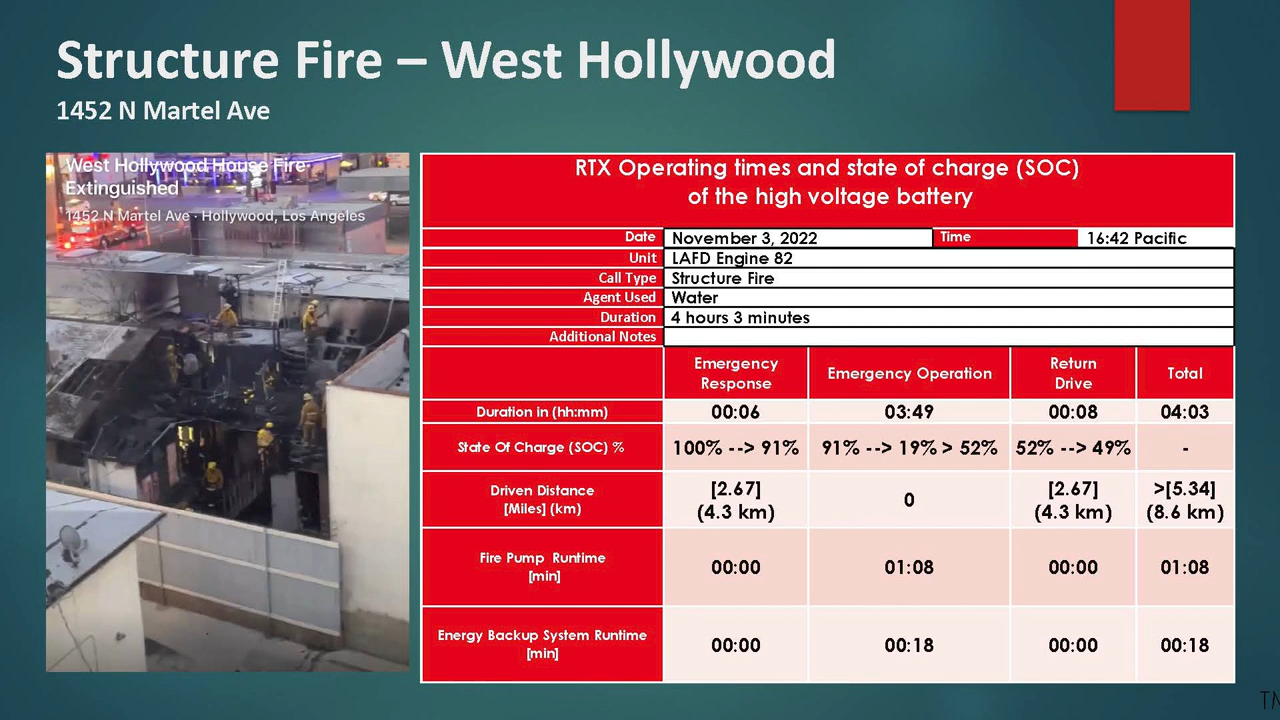 Structure Fire – West Hollywood
1452 N Martel Ave
West Hollywood House Fire
Extinguished
1452 N Martel Ave · Hollywood, Los Angeles
RTX Operating times and state of charge (SOC)
of the high voltage battery
Date November 3, 2022 Time 16:42 Pacific
Unit LAFD Engine 82
Call Type Structure Fire
Agent Used Water
Duration 4 hours 3 minutes
Additional Notes
Emergency Response Emergency Operation Return Drive Total
Duration in (hh:mm) 00:06 03:49 00:08 04:03
State Of Charge (SOC) % 100% --> 91% 91% --> 19% > 52% 52% --> 49% -
Driven Distance [Miles] (km) [2.67] (4.3 km) 0 [2.67] (4.3 km) >[5.34] (8.6 km)
Fire Pump Runtime [min] 00:00 01:08 00:00 01:08
Energy Backup System Runtime [min] 00:00 00:18 00:00 00:18